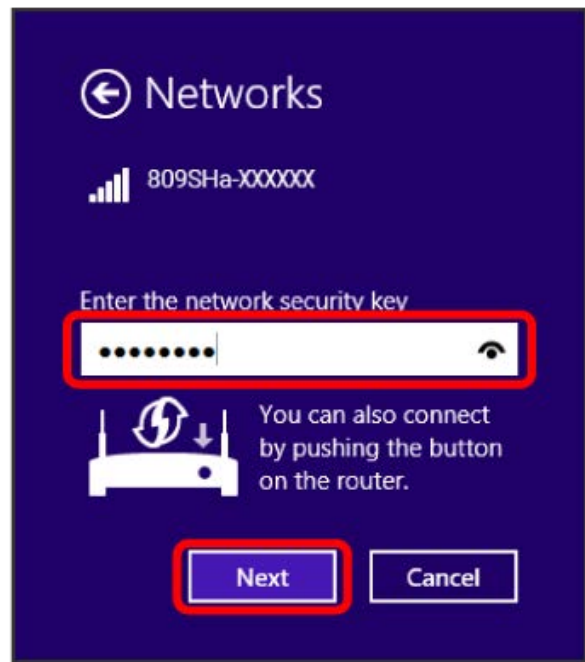 Networks
809SHa-XXXXXX
Enter the network security key
••••••••
You can also connect
by pushing the button
on the router.
Next
Cancel